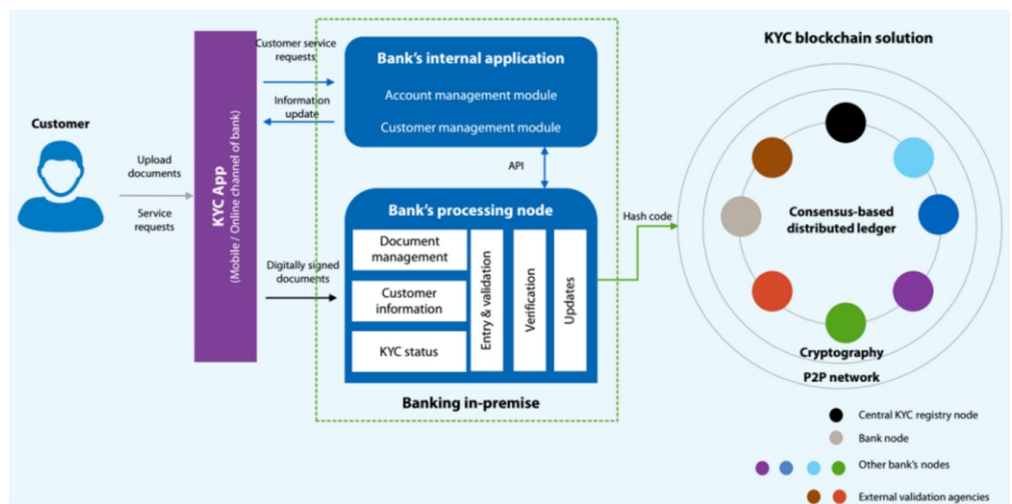 Customer
Upload
documents
Service
requests
KYC App
(Mobile / Online channel of bank)
Customer service
requests
Information
update
Digitally signed
documents
Bank's internal application
Account management module
Customer management module
API
Bank's processing node
Document
management
Customer
information
KYC status
Entry & validation
Verification
Updates
Banking in-premise
Hash code
KYC blockchain solution
Consensus-based
distributed ledger
Cryptography
P2P network
Central KYC registry node
Bank node
Other bank's nodes
External validation agencies